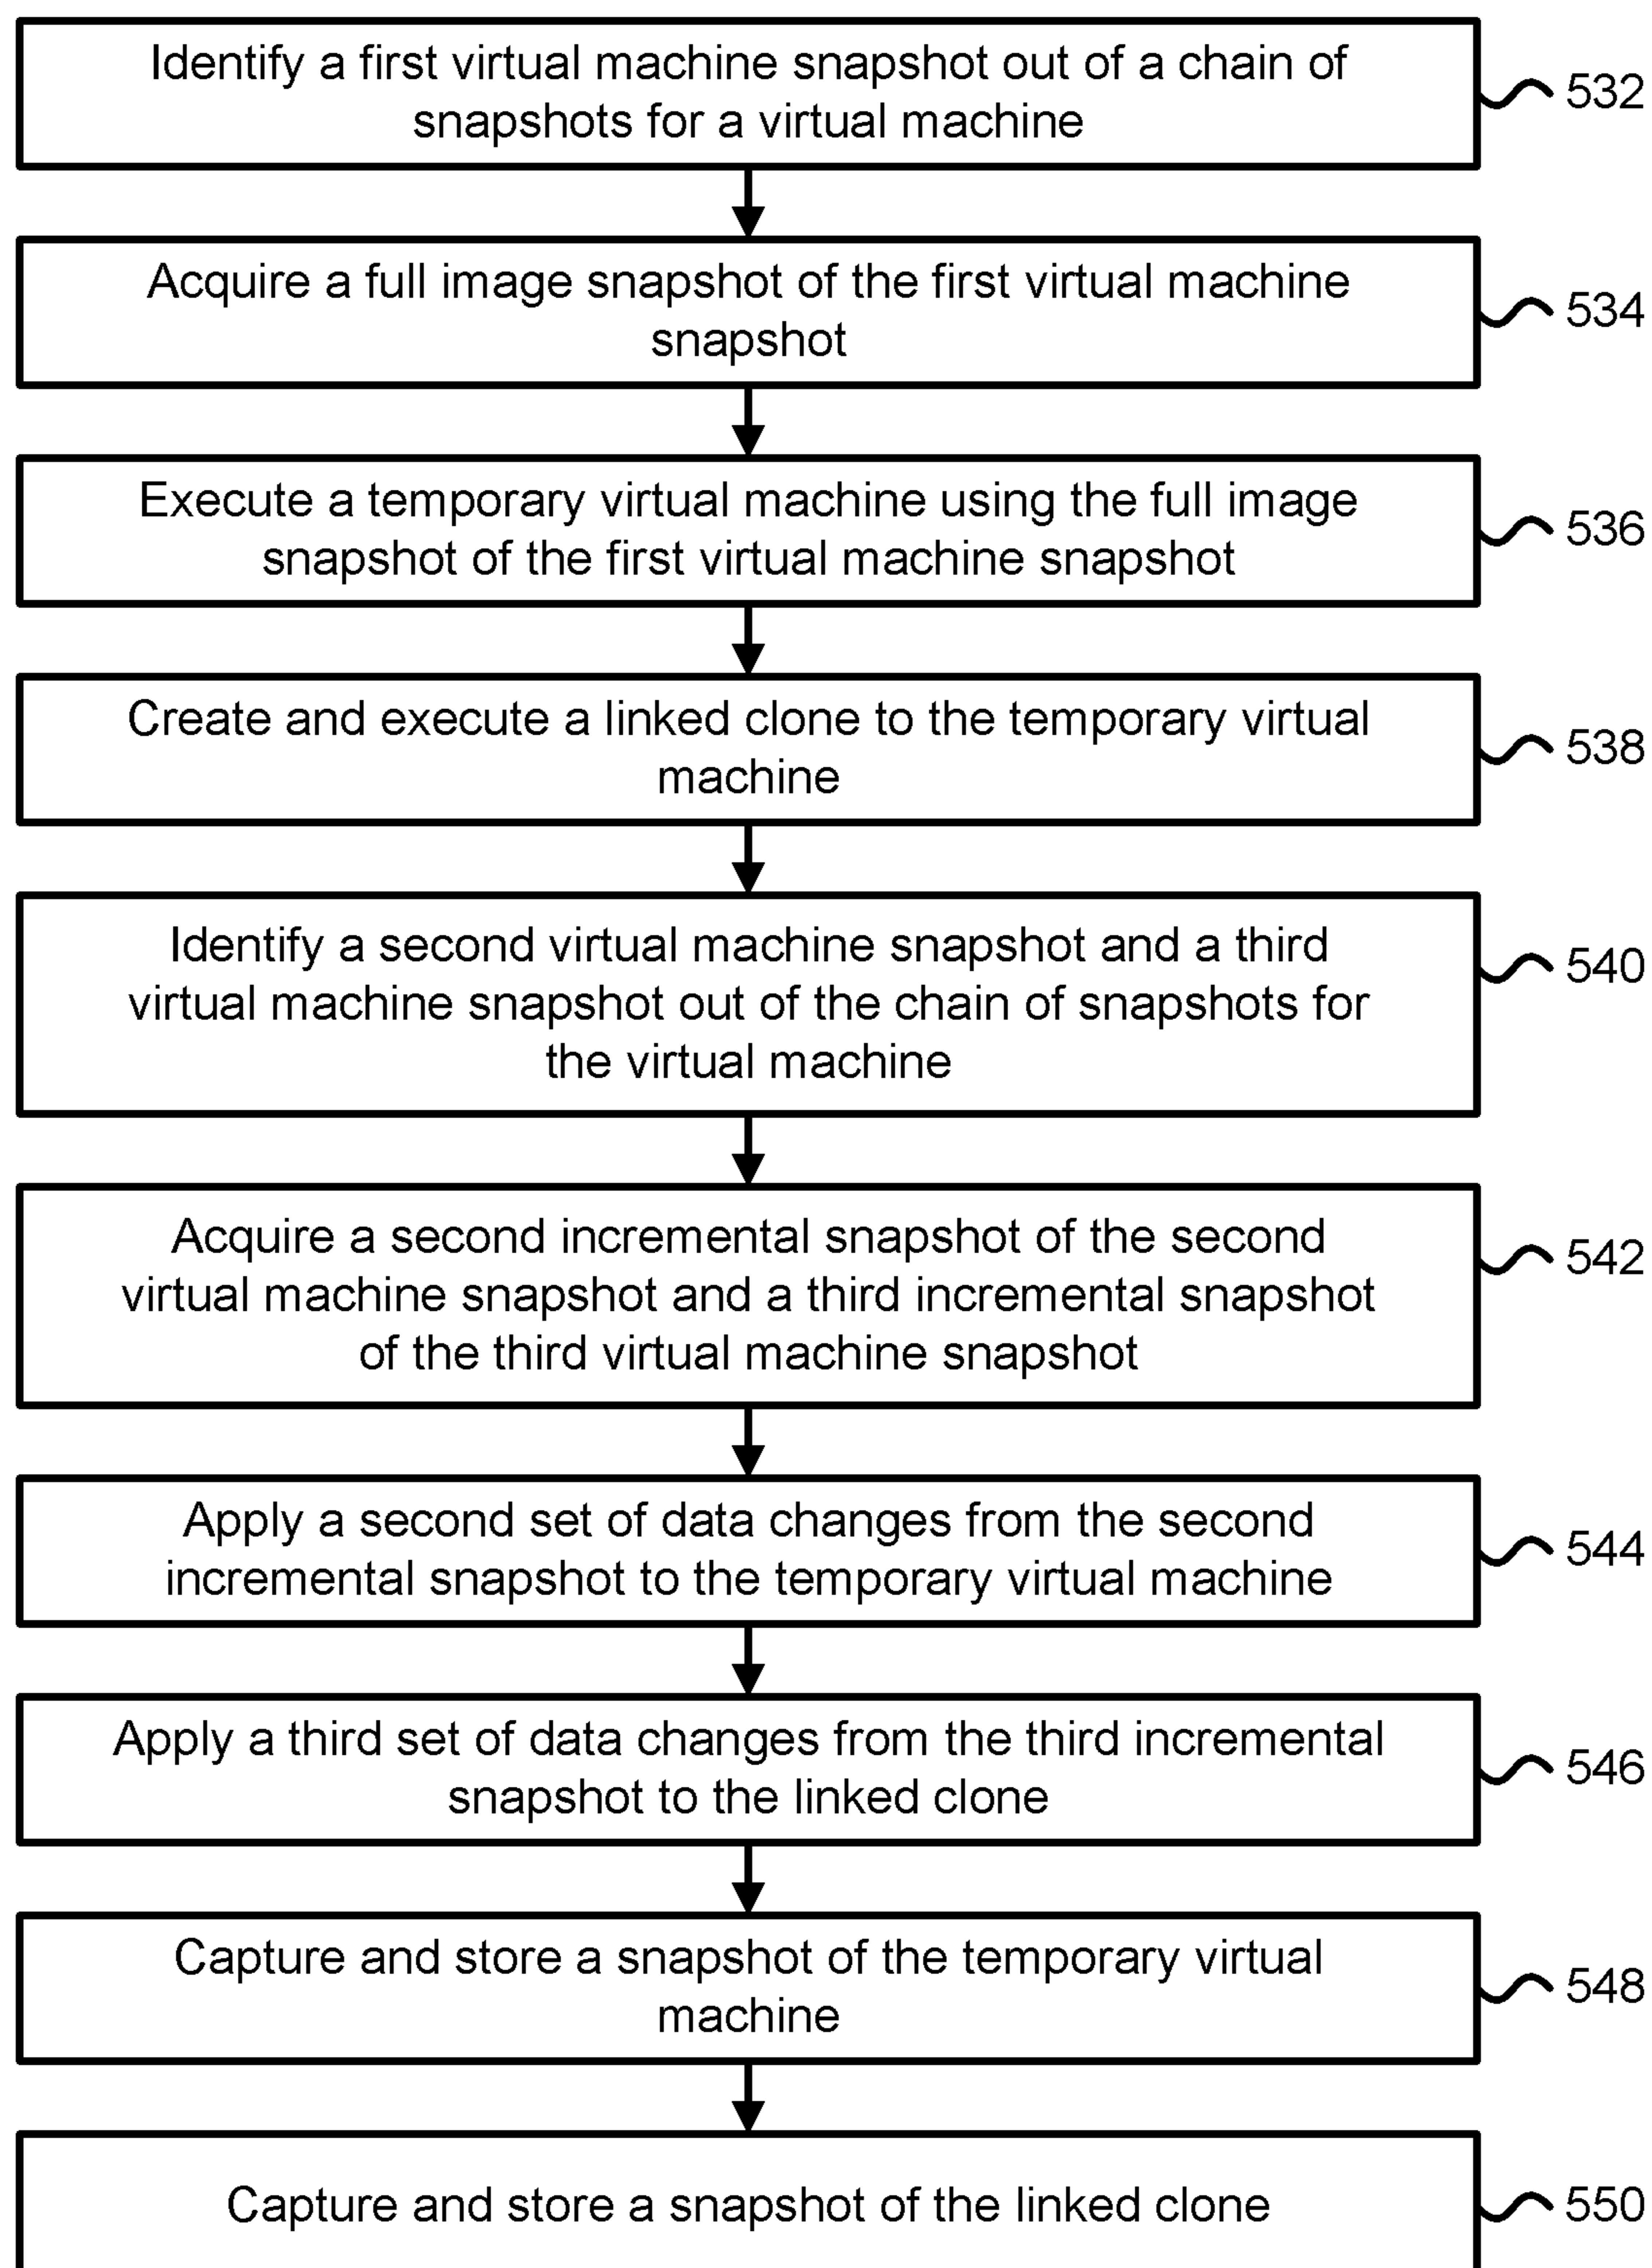 Identify a first virtual machine snapshot out of a chain of
snapshots for a virtual machine
532
Acquire a full image snapshot of the first virtual machine
snapshot
534
Execute a temporary virtual machine using the full image
snapshot of the first virtual machine snapshot
536
Create and execute a linked clone to the temporary virtual
machine
538
Identify a second virtual machine snapshot and a third
virtual machine snapshot out of the chain of snapshots for
the virtual machine
540
Acquire a second incremental snapshot of the second
virtual machine snapshot and a third incremental snapshot
of the third virtual machine snapshot
542
Apply a second set of data changes from the second
incremental snapshot to the temporary virtual machine
544
Apply a third set of data changes from the third incremental
snapshot to the linked clone
546
Capture and store a snapshot of the temporary virtual
machine
548
Capture and store a snapshot of the linked clone
550